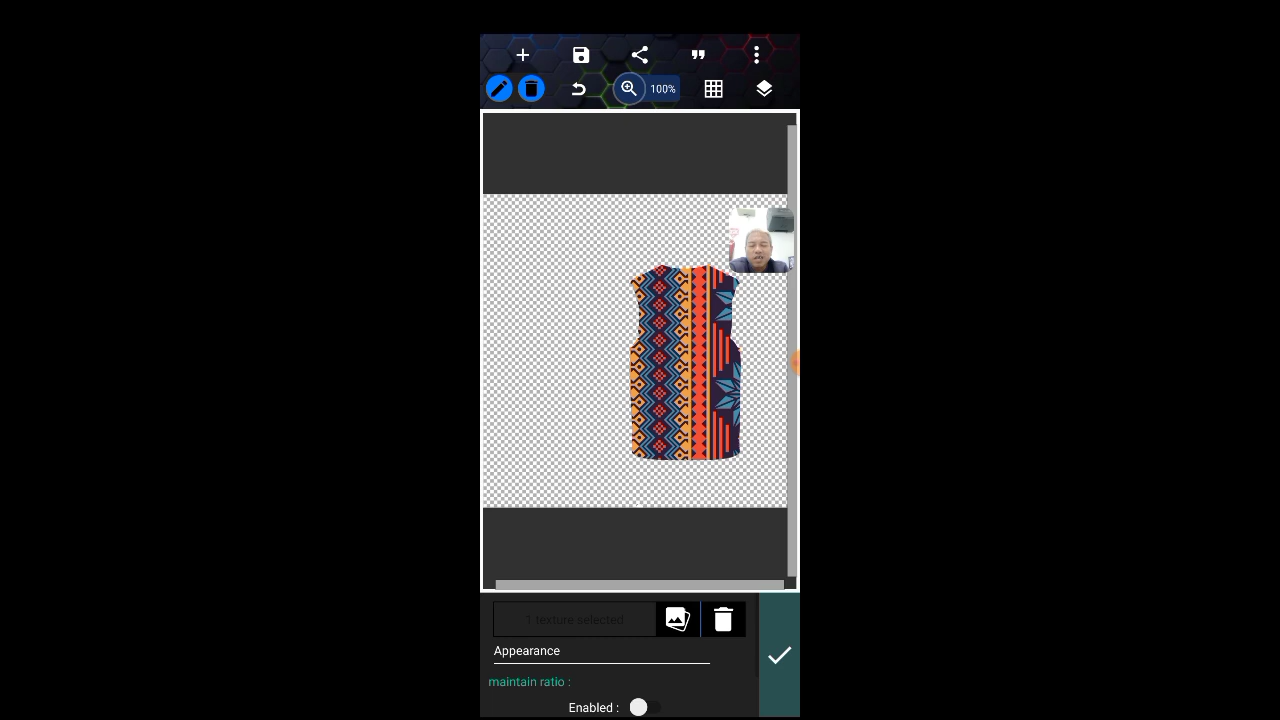 100%
1 texture selected
Appearance
maintain ratio :
Enabled :